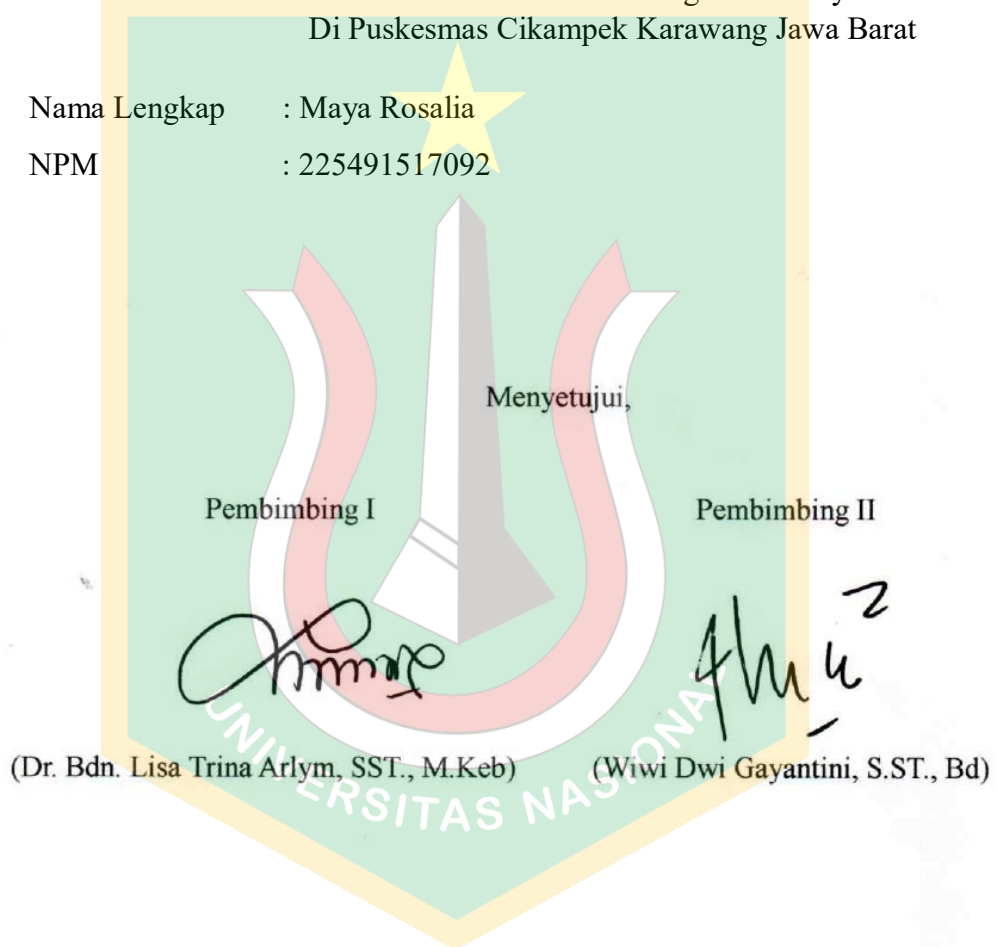 Di Puskesmas Cikampek Karawang Jawa Barat
Nama Lengkap : Maya Rosalia
NPM : 225491517092
Menyetujui,
Pembimbing I Pembimbing II
(Dr. Bdn. Lisa Trina Arlym, SST., M.Keb) (Wiwi Dwi Gayantini, S.ST., Bd)
UNIVERSITAS NASIONAL